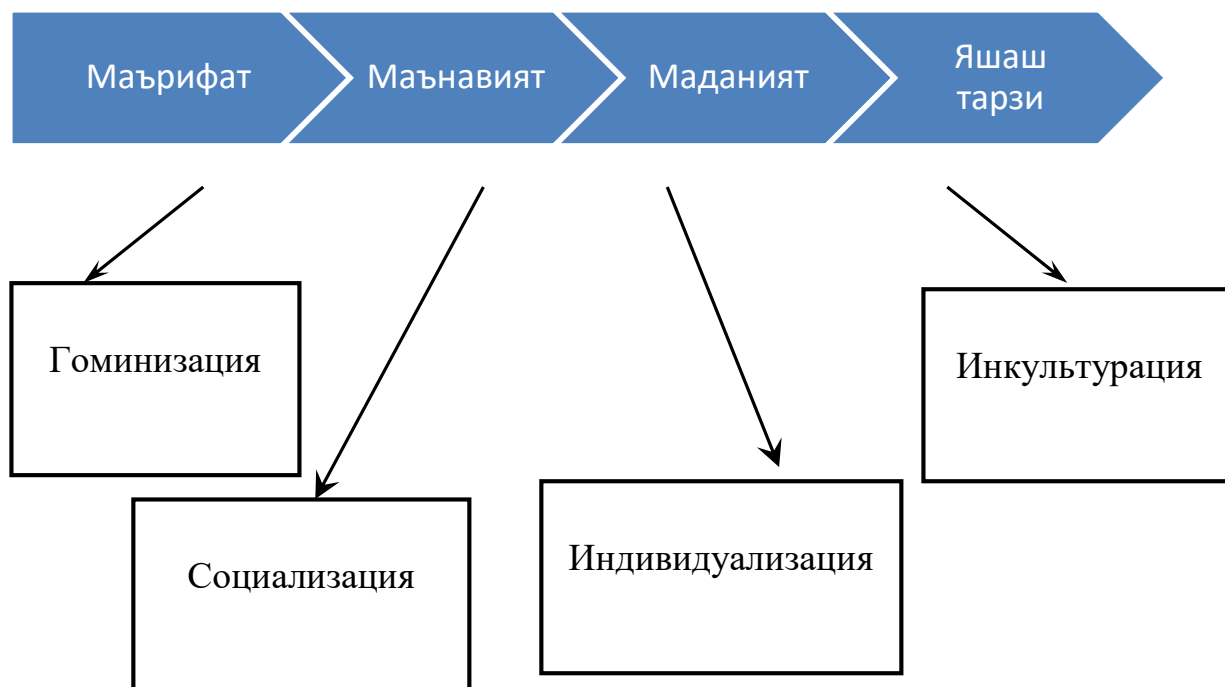 Маърифат
Маънавият
Маданият
Яшаш
тарзи
Гоминизация
Инкультурация
Социализация
Индивидуализация